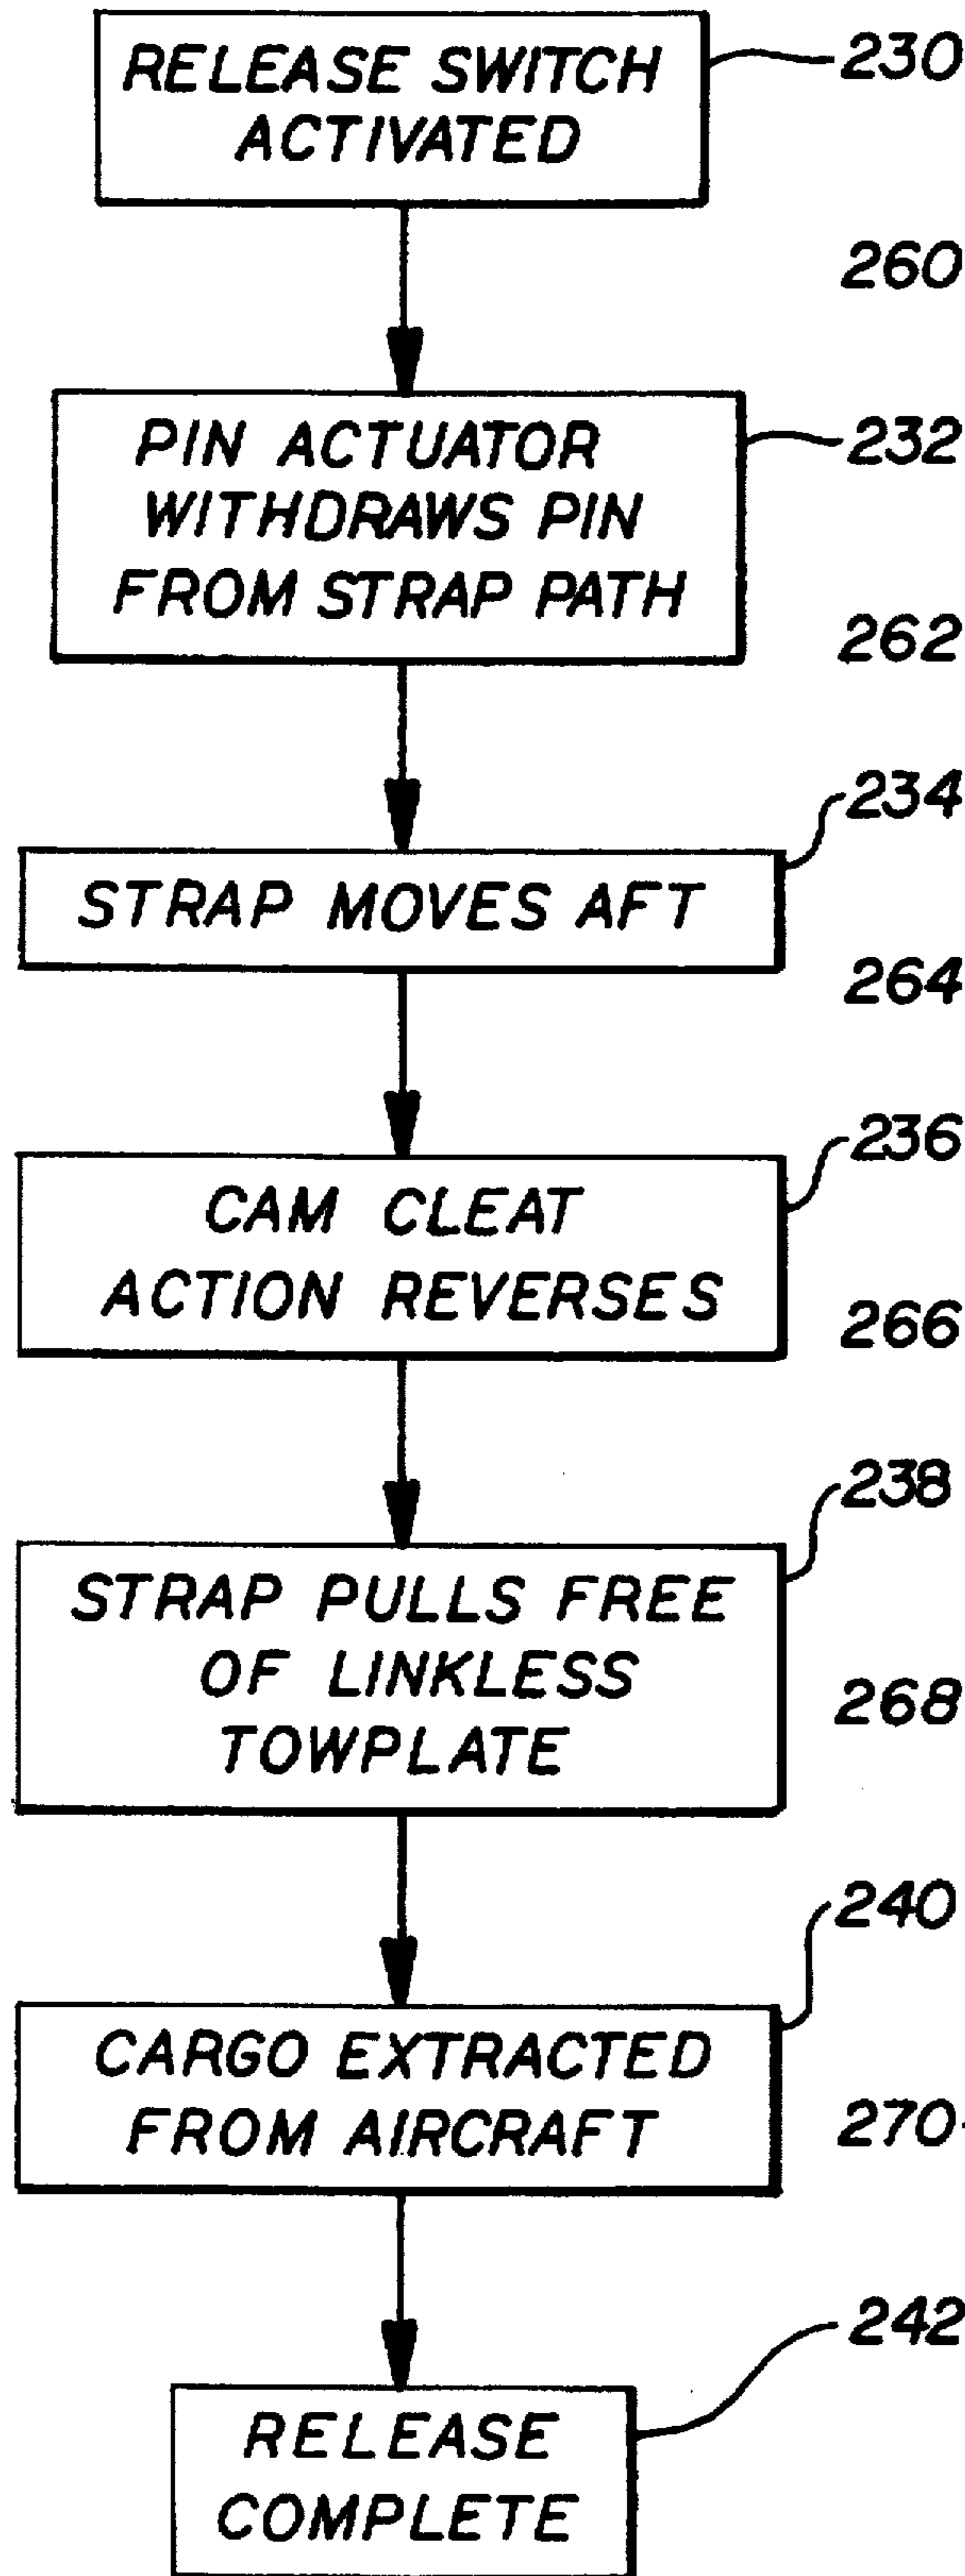 RELEASE SWITCH
ACTIVATED
230
260
PIN ACTUATOR
WITHDRAWS PIN
FROM STRAP PATH
232
262
234
STRAP MOVES AFT
264
236
CAM CLEAT
ACTION REVERSES
266
238
STRAP PULLS FREE
OF LINKLESS
TOWPLATE
268
240
CARGO EXTRACTED
FROM AIRCRAFT
270
242
RELEASE
COMPLETE